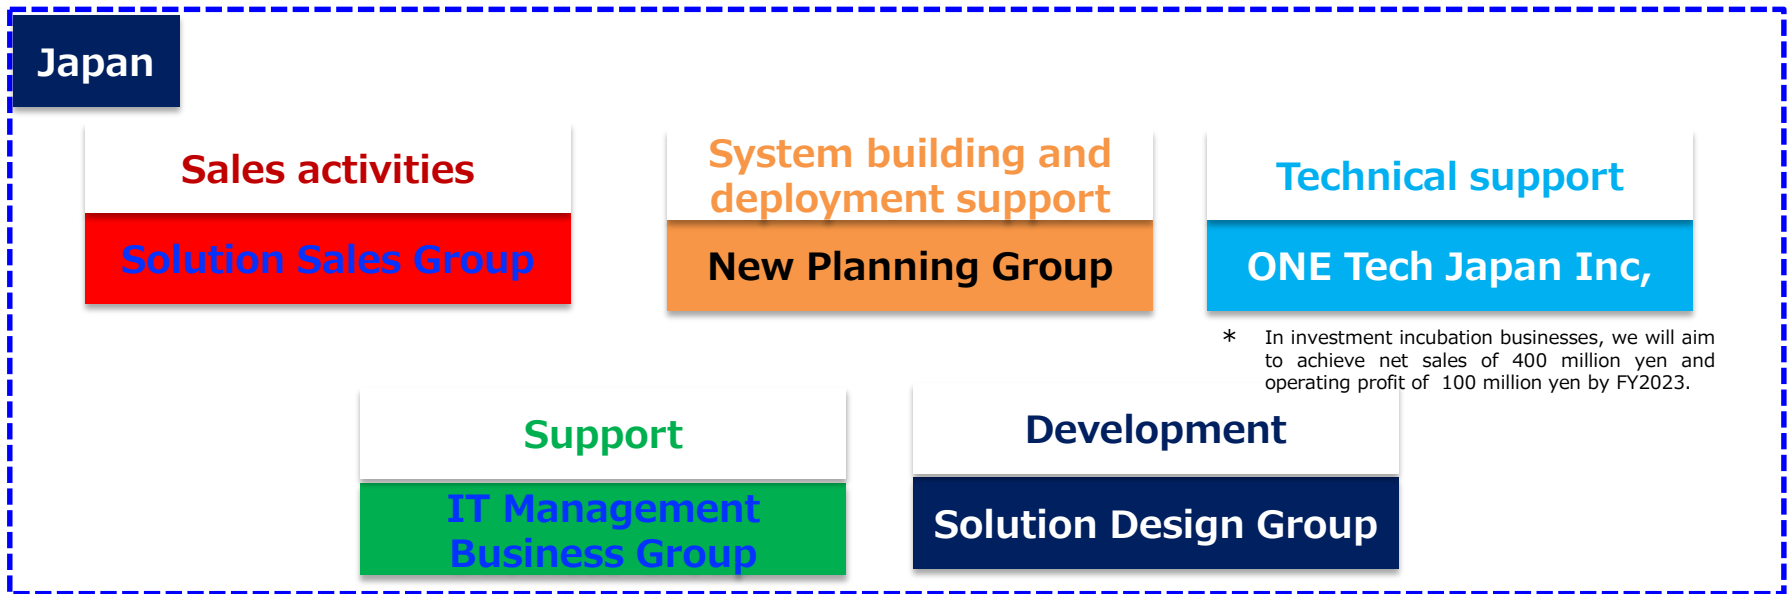 Japan
Sales activities
Solution Sales Group
System building and
deployment support
New Planning Group
Technical support
ONE Tech Japan Inc,
* In investment incubation businesses, we will aim
to achieve net sales of 400 million yen and
operating profit of 100 million yen by FY2023.
Support
IT Management
Business Group
Development
Solution Design Group